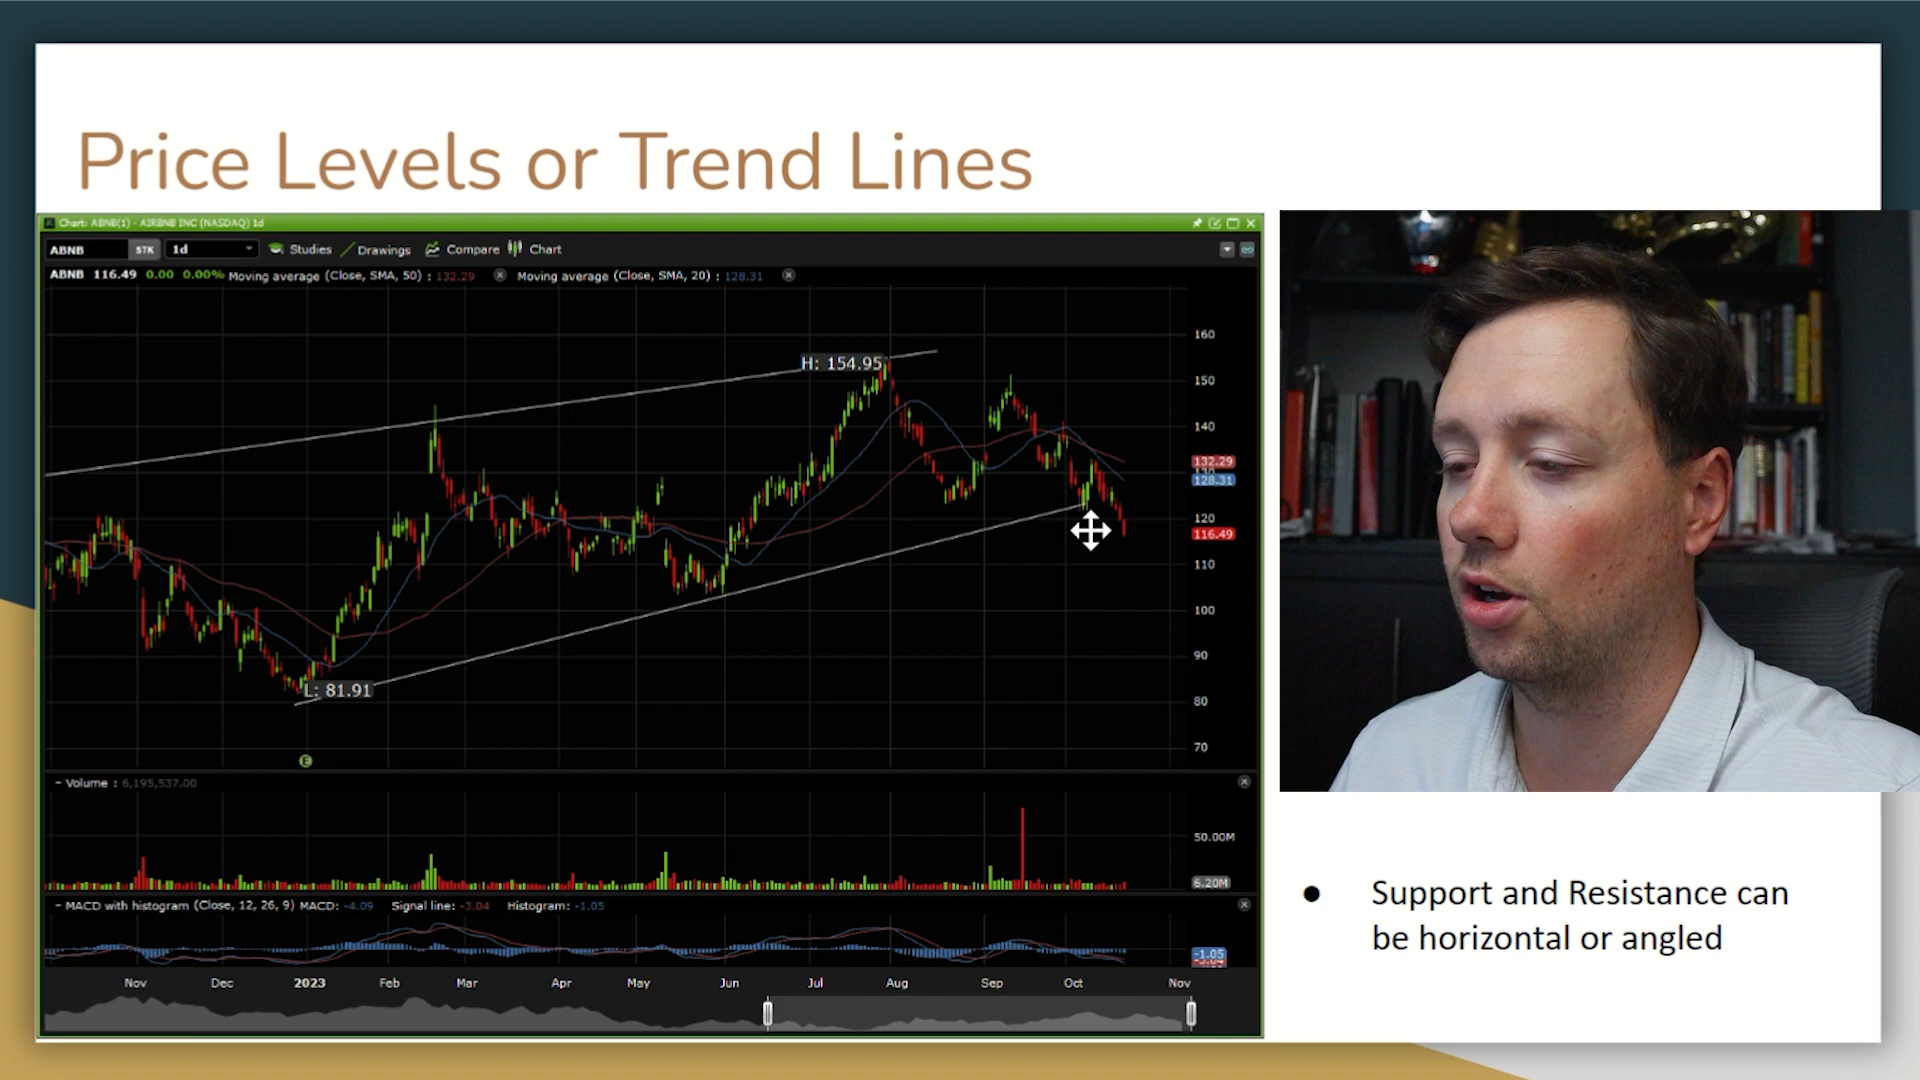 Price Levels or Trend Lines
Chart: ABNB(1) - AIRBNB INC (NASDAQ) 1d
ABNB STK 1d Studies Drawings Compare Chart
ABNB 116.49 0.00 0.00% Moving average (Close, SMA, 50) : 132.29 Moving average (Close, SMA, 20) : 128.31
160
H: 154.95
150
140
132.29
130
128.31
120
116.49
110
100
90
L: 81.91
80
70
E
- Volume : 6,195,537.00
50.00M
6.20M
- MACD with histogram (Close, 12, 26, 9) MACD: -4.09 Signal line: -3.04 Histogram: -1.05
-1.05
Nov Dec 2023 Feb Mar Apr May Jun Jul Aug Sep Oct Nov
● Support and Resistance can
be horizontal or angled